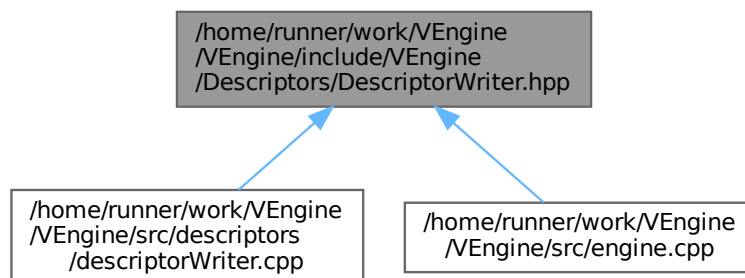 /home/runner/work/VEngine
/VEngine/include/VEngine
/Descriptors/DescriptorWriter.hpp
/home/runner/work/VEngine
/VEngine/src/descriptors
/descriptorWriter.cpp
/home/runner/work/VEngine
/VEngine/src/engine.cpp